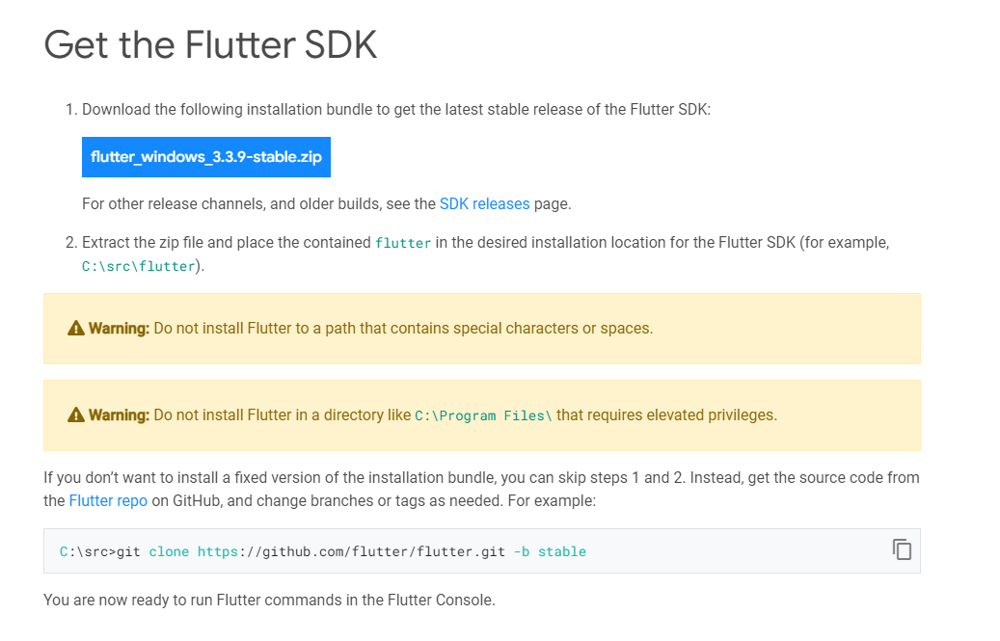 Get the Flutter SDK
1. Download the following installation bundle to get the latest stable release of the Flutter SDK:
flutter_windows_3.3.9-stable.zip
For other release channels, and older builds, see the SDK releases page.
2. Extract the zip file and place the contained flutter in the desired installation location for the Flutter SDK (for example,
C:\src\flutter).
Warning: Do not install Flutter to a path that contains special characters or spaces.
Warning: Do not install Flutter in a directory like C:\Program Files\ that requires elevated privileges.
If you don’t want to install a fixed version of the installation bundle, you can skip steps 1 and 2. Instead, get the source code from
the Flutter repo on GitHub, and change branches or tags as needed. For example:
C:\src>git clone https://github.com/flutter/flutter.git -b stable
You are now ready to run Flutter commands in the Flutter Console.